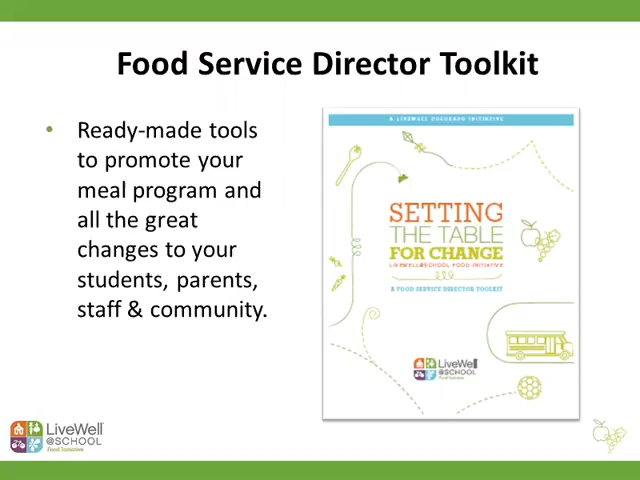 Food Service Director Toolkit
• Ready-made tools
to promote your
meal program and
all the great
changes to your
students, parents,
staff & community.
A LIVEWELL COLORADO INITIATIVE
SETTING
THE TABLE
FOR CHANGE
LIVEWELL@SCHOOL FOOD INITIATIVE
A FOOD SERVICE DIRECTOR TOOLKIT
LiveWell
@SCHOOL
Food Initiative
LiveWell
@SCHOOL
Food Initiative